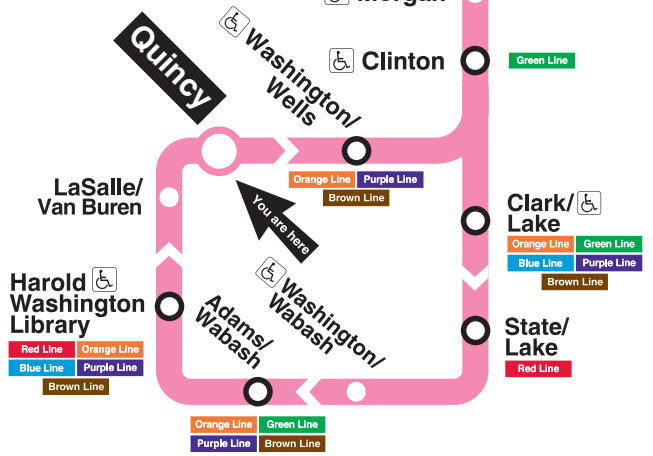 Morgan
Clinton
Green Line
Quincy
Washington/
Wells
Orange Line Purple Line
Brown Line
LaSalle/
Van Buren
You are here
Clark/
Lake
Orange Line Green Line
Blue Line Purple Line
Brown Line
Harold
Washington
Library
Red Line Orange Line
Blue Line Purple Line
Brown Line
Adams/
Wabash
Washington/
Wabash
State/
Lake
Red Line
Orange Line Green Line
Purple Line Brown Line